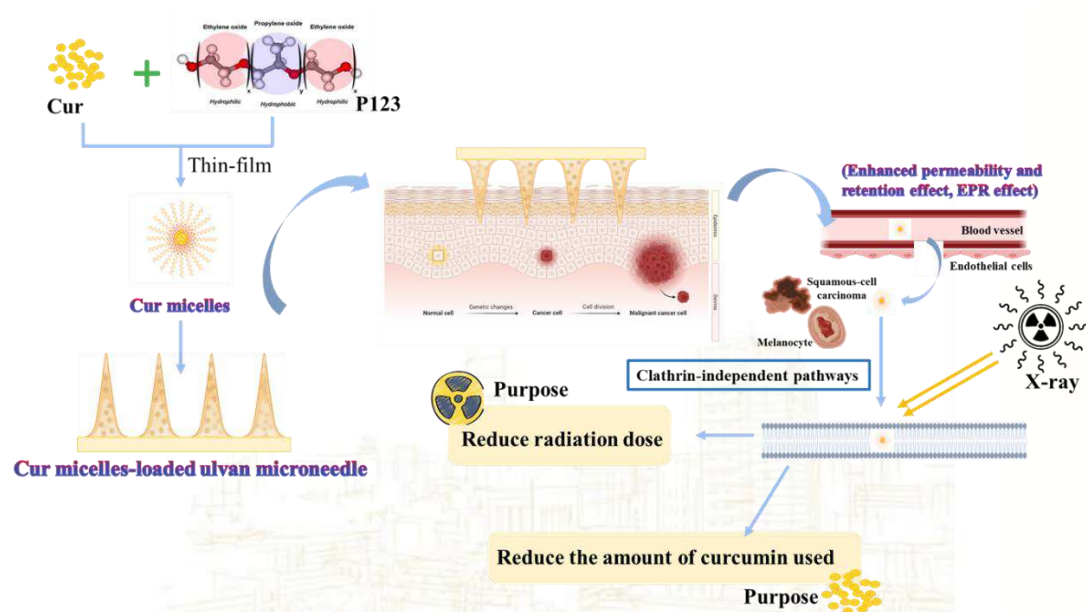 Ethylene oxide
Propylene oxide
Ethylene oxide
x
y
x
Hydrophilic
Hydrophobic
Hydrophilic
Cur
P123
Thin-film
Cur micelles
Cur micelles-loaded ulvan microneedle
Epidermis
Dermis
Normal cell
Genetic changes
Cancer cell
Cell division
Malignant cancer cell
(Enhanced permeability and
retention effect, EPR effect)
Blood vessel
Endothelial cells
Squamous-cell
carcinoma
Melanocyte
X-ray
Clathrin-independent pathways
Purpose
Reduce radiation dose
Reduce the amount of curcumin used
Purpose